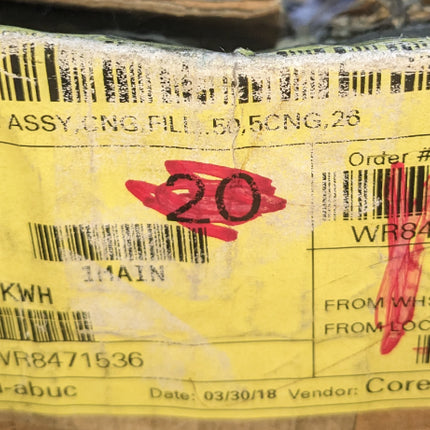 ASSY,CNG,FILL,.50,5CNG,26
Order #
20
WR84
1MAIN
KWH
FROM WHS
FROM LOC
WR8471536
-abuc
Date: 03/30/18 Vendor: Core